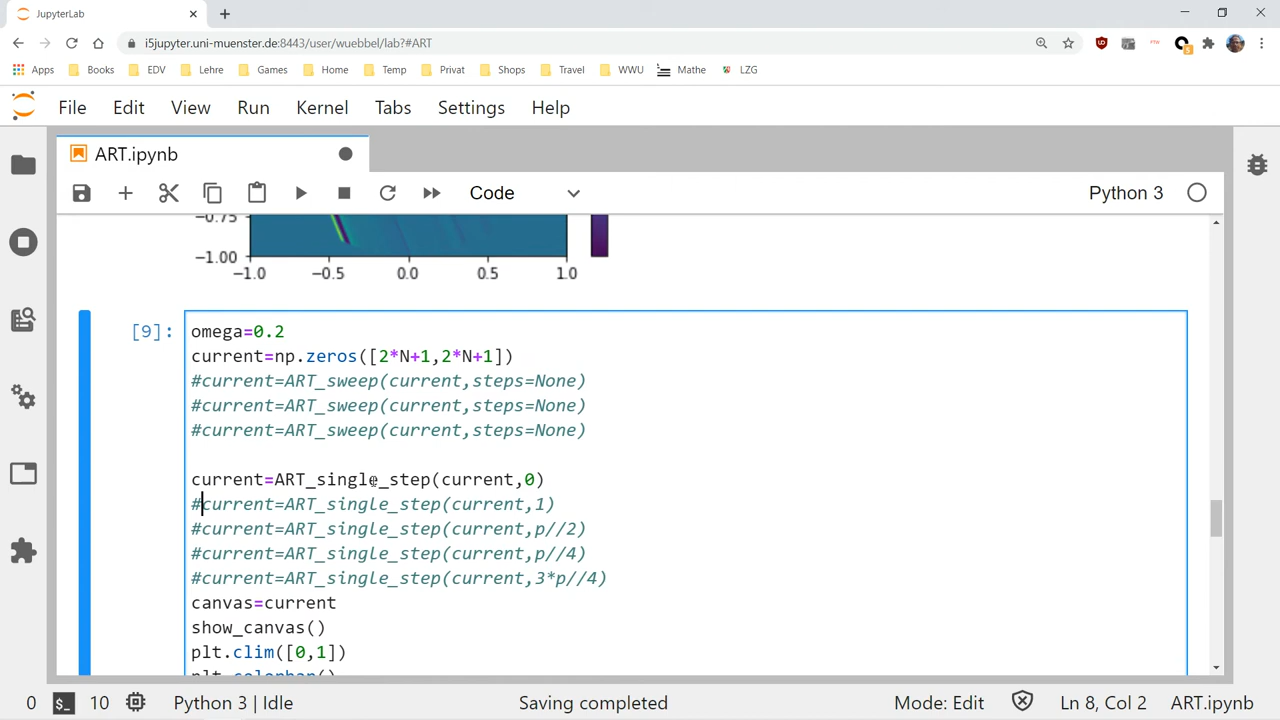 JupyterLab
i5jupyter.uni-muenster.de:8443/user/wuebbel/lab?#ART
Apps Books EDV Lehre Games Home Temp Privat Shops Travel WWU Mathe LZG
File Edit View Run Kernel Tabs Settings Help
ART.ipynb
Code Python 3
−0.75
−1.00
−1.0 −0.5 0.0 0.5 1.0
[9]: omega=0.2
current=np.zeros([2*N+1,2*N+1])
#current=ART_sweep(current,steps=None)
#current=ART_sweep(current,steps=None)
#current=ART_sweep(current,steps=None)
current=ART_single_step(current,0)
#current=ART_single_step(current,1)
#current=ART_single_step(current,p//2)
#current=ART_single_step(current,p//4)
#current=ART_single_step(current,3*p//4)
canvas=current
show_canvas()
plt.clim([0,1])
plt.colorbar()
0 10 Python 3 | Idle Saving completed Mode: Edit Ln 8, Col 2 ART.ipynb